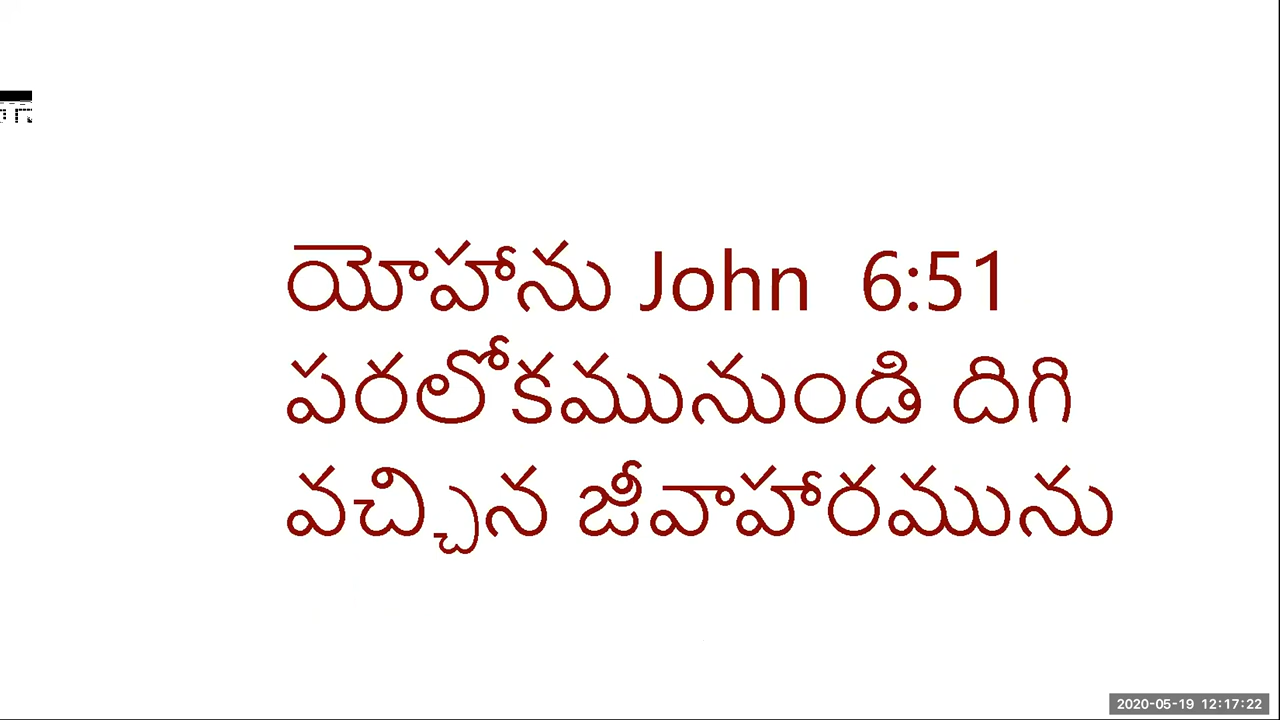 యోహాను John 6:51
పరలోకమునుండి దిగి
వచ్చిన జీవాహారమును
2020-05-19 12:17:22